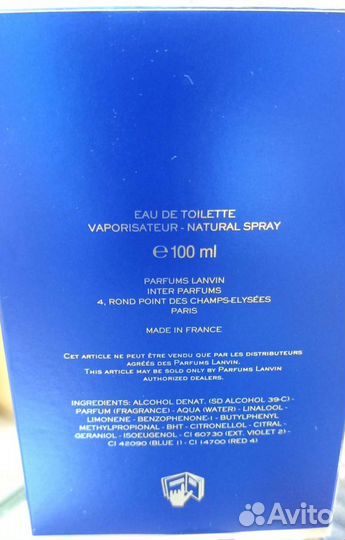 EAU DE TOILETTE
VAPORISATEUR - NATURAL SPRAY
℮ 100 ml
PARFUMS LANVIN
INTER PARFUMS
4, ROND POINT DES CHAMPS-ELYSÉES
PARIS
MADE IN FRANCE
CET ARTICLE NE PEUT ÊTRE VENDU QUE PAR LES DISTRIBUTEURS
AGRÉÉS DES PARFUMS LANVIN.
THIS ARTICLE MAY BE SOLD ONLY BY PARFUMS LANVIN
AUTHORIZED DEALERS.
INGREDIENTS: ALCOHOL DENAT. (SD ALCOHOL 39-C) -
PARFUM (FRAGRANCE) - AQUA (WATER) - LINALOOL -
LIMONENE - BENZOPHENONE-1 - BUTYLPHENYL
METHYLPROPIONAL - BHT - CITRONELLOL - CITRAL -
GERANIOL - ISOEUGENOL - CI 60730 (EXT. VIOLET 2) -
CI 42090 (BLUE 1) - CI 14700 (RED 4)
Avito